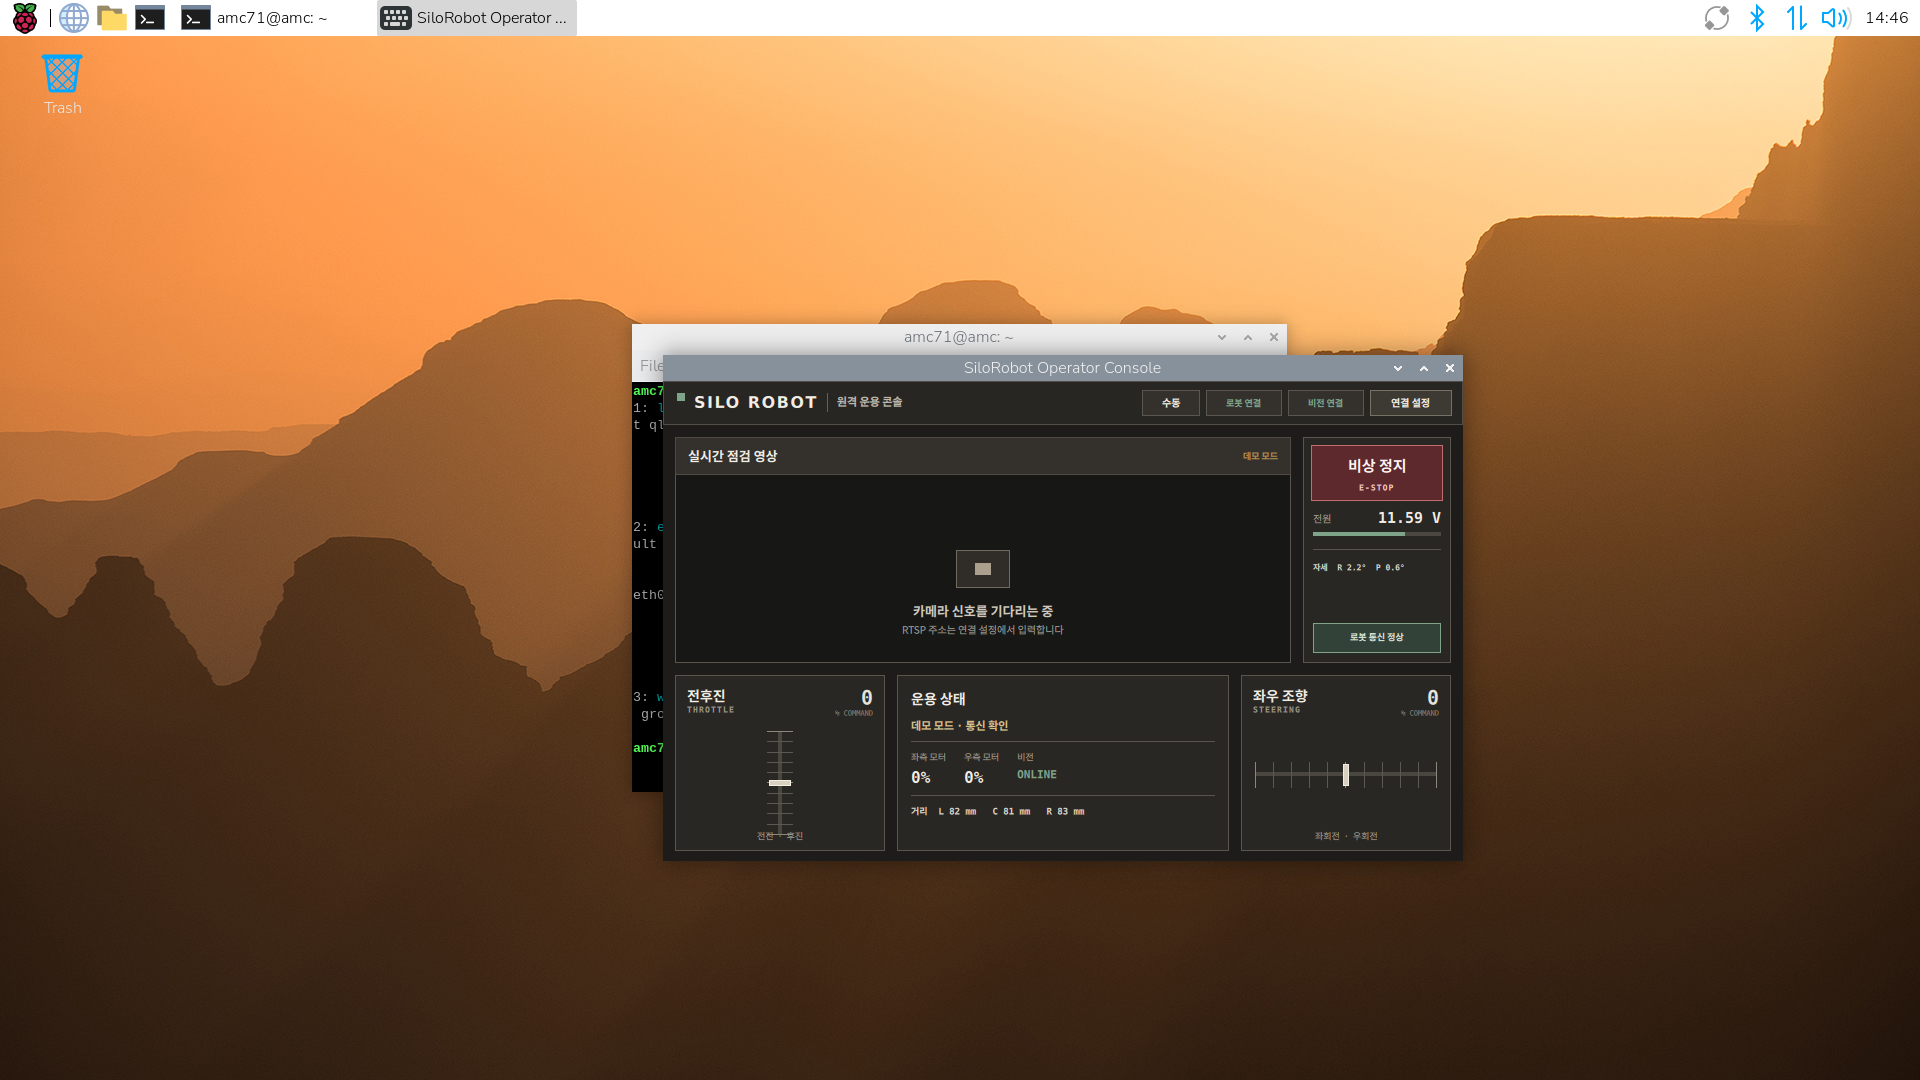 amc71@amc: ~
SiloRobot Operator ...
14:46
Trash
amc71@amc: ~
File
SiloRobot Operator Console
amc7
1: l
t ql
2: e
ult
eth0
3: w
gro
amc7
SILO ROBOT
원격 운용 콘솔
수동
로봇 연결
비전 연결
연결 설정
실시간 점검 영상
데모 모드
카메라 신호를 기다리는 중
RTSP 주소는 연결 설정에서 입력합니다
비상 정지
E-STOP
전원
11.59 V
자세 R 2.2° P 0.6°
로봇 통신 정상
전후진
THROTTLE
0
% COMMAND
전진 · 후진
운용 상태
데모 모드 · 통신 확인
좌측 모터 우측 모터 비전
0% 0% ONLINE
거리 L 82 mm C 81 mm R 83 mm
좌우 조향
STEERING
0
% COMMAND
좌회전 · 우회전